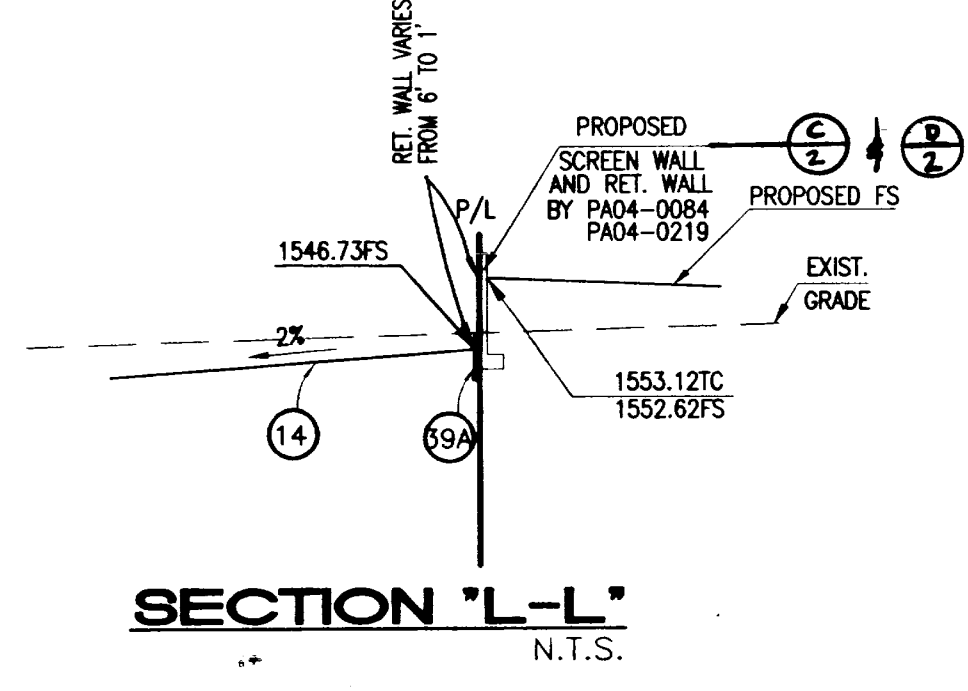 RET. WALL VARIES
FROM 6' TO 1'
PROPOSED
SCREEN WALL
AND RET. WALL
BY PA04-0084
PA04-0219
C
2
D
2
PROPOSED FS
P/L
1546.73FS
EXIST.
GRADE
2%
1553.12TC
1552.62FS
14
39A
SECTION "L-L"
N.T.S.